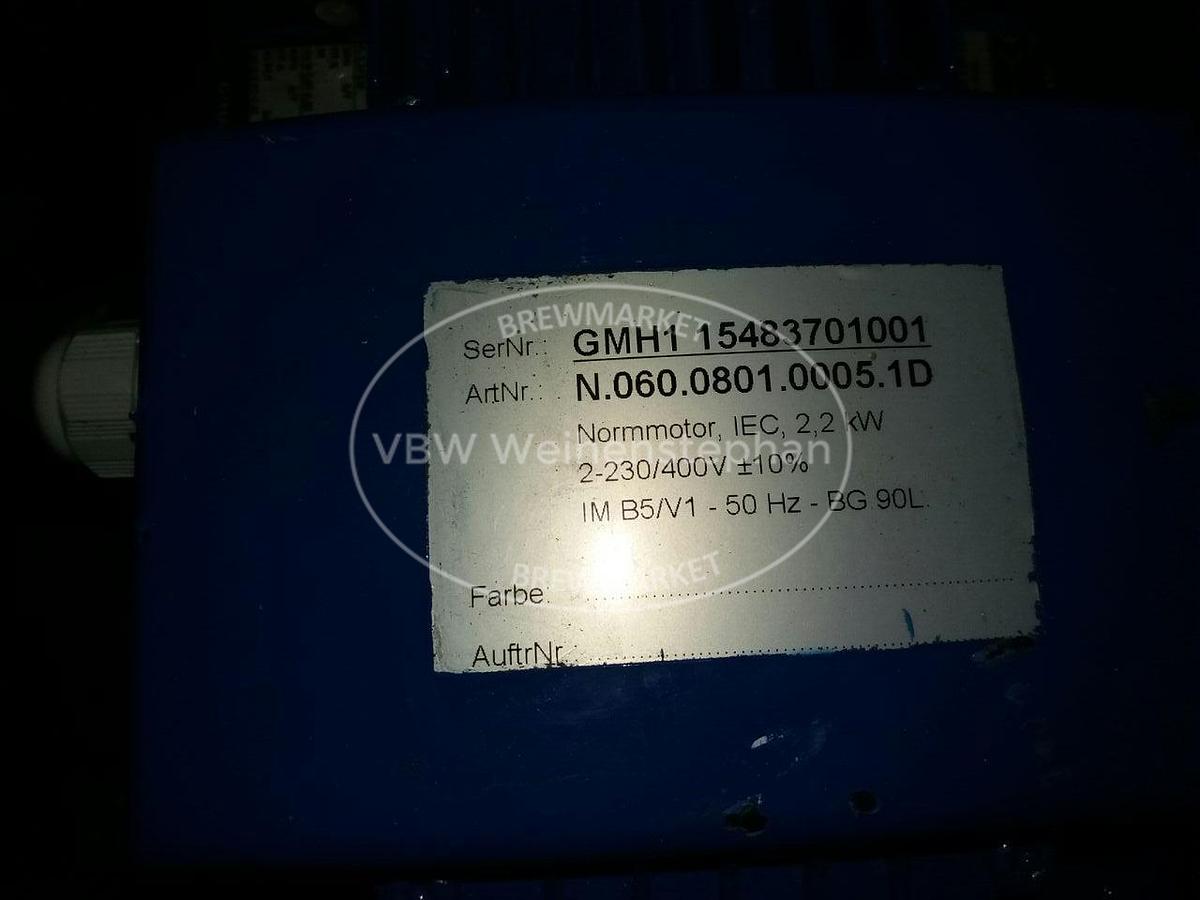 BREWMARKET
SerNr.: GMH1 15483701001
ArtNr.: N.060.0801.0005.1D
Normmotor, IEC, 2,2 kW
VBW Weihenstephan
2-230/400V ±10%
IM B5/V1 - 50 Hz - BG 90L
BREWMARKET
Farbe:
AuftrNr.: